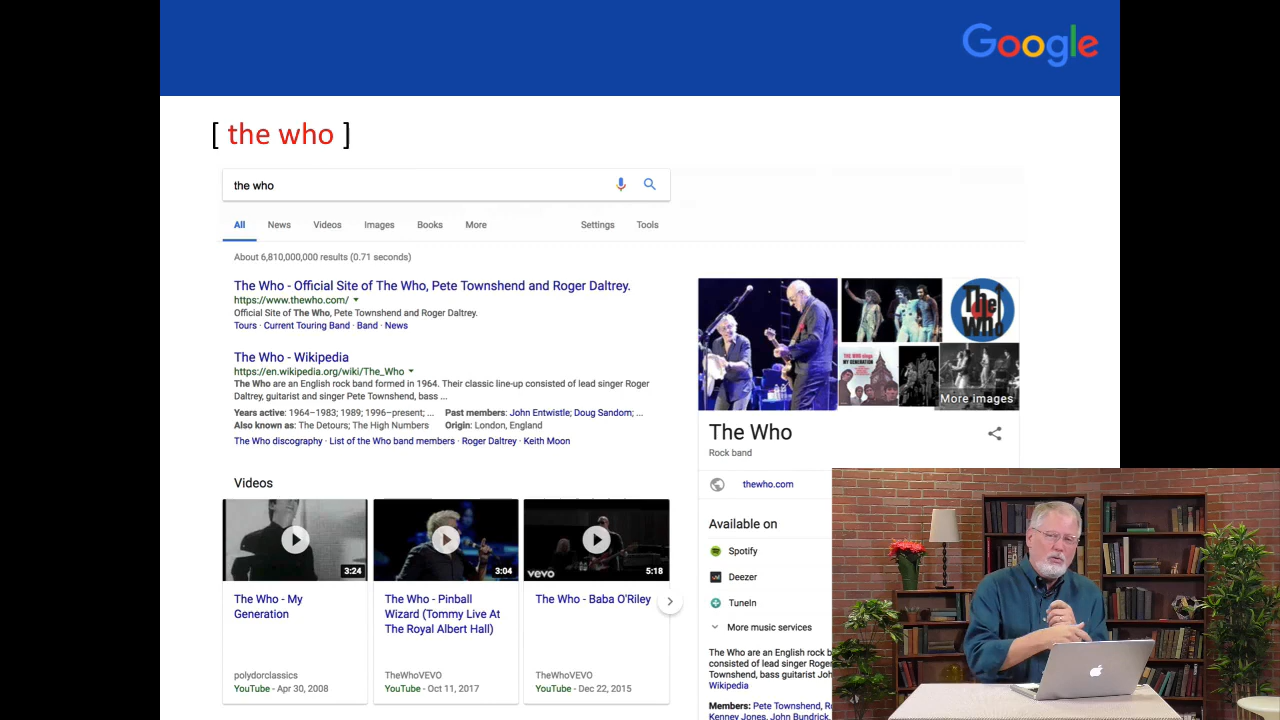 Google
[ the who ]
the who
All News Videos Images Books More Settings Tools
About 6,810,000,000 results (0.71 seconds)
The Who - Official Site of The Who, Pete Townshend and Roger Daltrey.
https://www.thewho.com/
Official Site of The Who, Pete Townshend and Roger Daltrey.
Tours · Current Touring Band · Band · News
The Who - Wikipedia
https://en.wikipedia.org/wiki/The_Who
The Who are an English rock band formed in 1964. Their classic line-up consisted of lead singer Roger
Daltrey, guitarist and singer Pete Townshend, bass ...
Years active: 1964–1983; 1989; 1996–present; ... Past members: John Entwistle; Doug Sandom; ...
Also known as: The Detours; The High Numbers Origin: London, England
The Who discography · List of the Who band members · Roger Daltrey · Keith Moon
Videos
3:24
The Who - My
Generation
polydorclassics
YouTube - Apr 30, 2008
3:04
The Who - Pinball
Wizard (Tommy Live At
The Royal Albert Hall)
TheWhoVEVO
YouTube - Oct 11, 2017
vevo
5:18
The Who - Baba O'Riley
TheWhoVEVO
YouTube - Dec 22, 2015
The Who
THE WHO SINGS
MY GENERATION
More images
The Who
Rock band
thewho.com
Available on
Spotify
Deezer
TuneIn
More music services
The Who are an English rock b
consisted of lead singer Roger
Townshend, bass guitarist Joh
Wikipedia
Members: Pete Townshend, Ro
Kenney Jones, John Bundrick,